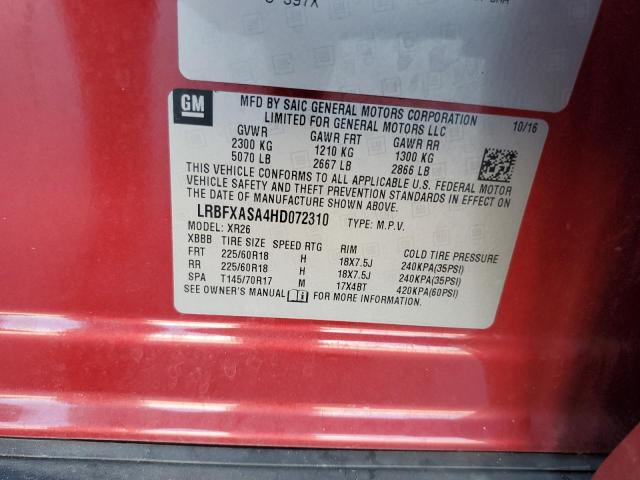 GM
MFD BY SAIC GENERAL MOTORS CORPORATION
LIMITED FOR GENERAL MOTORS LLC
10/16
GVWR GAWR FRT GAWR RR
2300 KG 1210 KG 1300 KG
5070 LB 2667 LB 2866 LB
THIS VEHICLE CONFORMS TO ALL APPLICABLE U.S. FEDERAL MOTOR
VEHICLE SAFETY AND THEFT PREVENTION STANDARDS IN EFFECT ON
THE DATE OF MANUFACTURE SHOWN ABOVE.
LRBFXASA4HD072310 TYPE: M.P.V.
MODEL: XR26
XBBB TIRE SIZE SPEED RTG RIM COLD TIRE PRESSURE
FRT 225/60R18 H 18X7.5J 240KPA(35PSI)
RR 225/60R18 H 18X7.5J 240KPA(35PSI)
SPA T145/70R17 M 17X4BT 420KPA(60PSI)
SEE OWNER'S MANUAL FOR MORE INFORMATION.